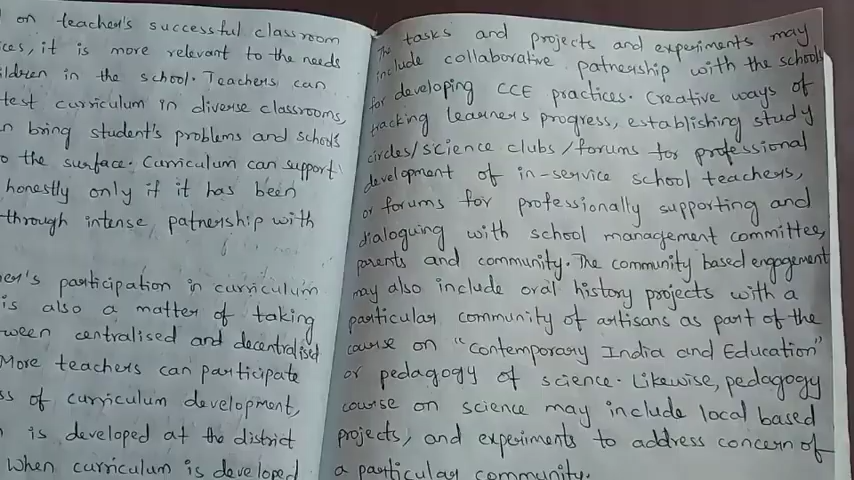 on teacher's successful classroom
ces, it is more relevant to the needs
ildren in the school. Teachers can
test curriculum in diverse classrooms,
n bring student's problems and schools
o the surface. Curriculum can support
honestly only if it has been
through intense, patnership with
er's participation in curriculum
is also a matter of taking
ween centralised and decentralised
More teachers can participate
ss of curriculum development,
is developed at the district
When curriculum is developed
The tasks and projects and experiments may
include collaborative patnership with the schools
for developing CCE practices. Creative ways of
tracking learners progress, establishing study
circles/science clubs/forums for professional
development of in-service school teachers,
or forums for professionally supporting and
dialoguing with school management committee,
parents and community. The community based engagement
may also include oral history projects with a
particular community of artisans as part of the
course on "Contemporary India and Education"
or pedagogy of science. Likewise, pedagogy
course on science may include local based
projects, and experiments to address concern of
a particular community.